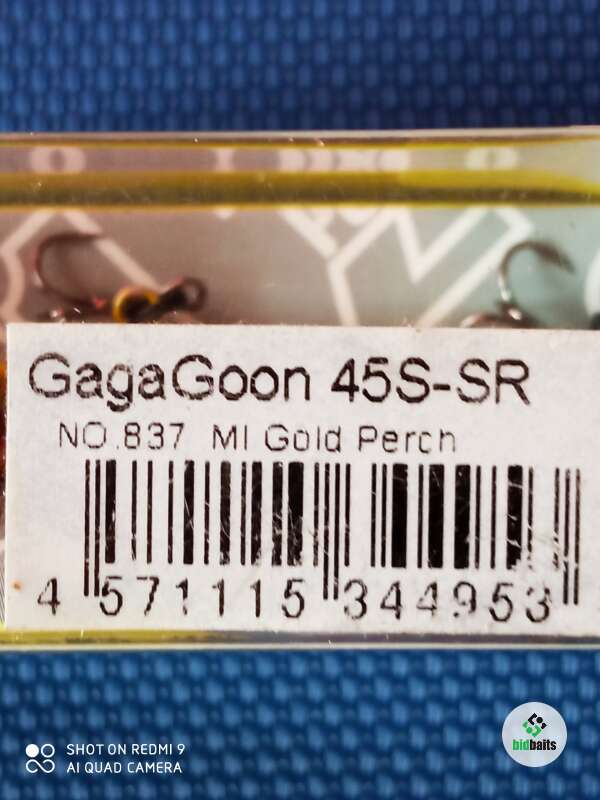 GagaGoon 45S-SR
NO.837 MI Gold Perch
4 571115 344953
bidbaits
SHOT ON REDMI 9
AI QUAD CAMERA